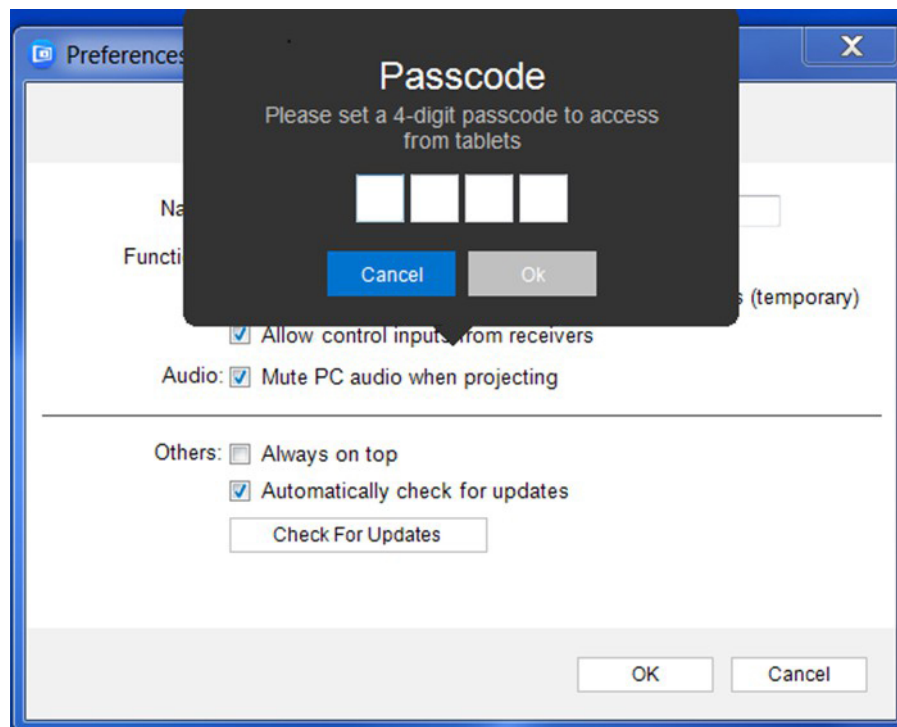 Preferences
X
Passcode
Please set a 4-digit passcode to access
from tablets
Cancel
Ok
(temporary)
Allow control inputs from receivers
Audio: Mute PC audio when projecting
Others: Always on top
Automatically check for updates
Check For Updates
OK Cancel